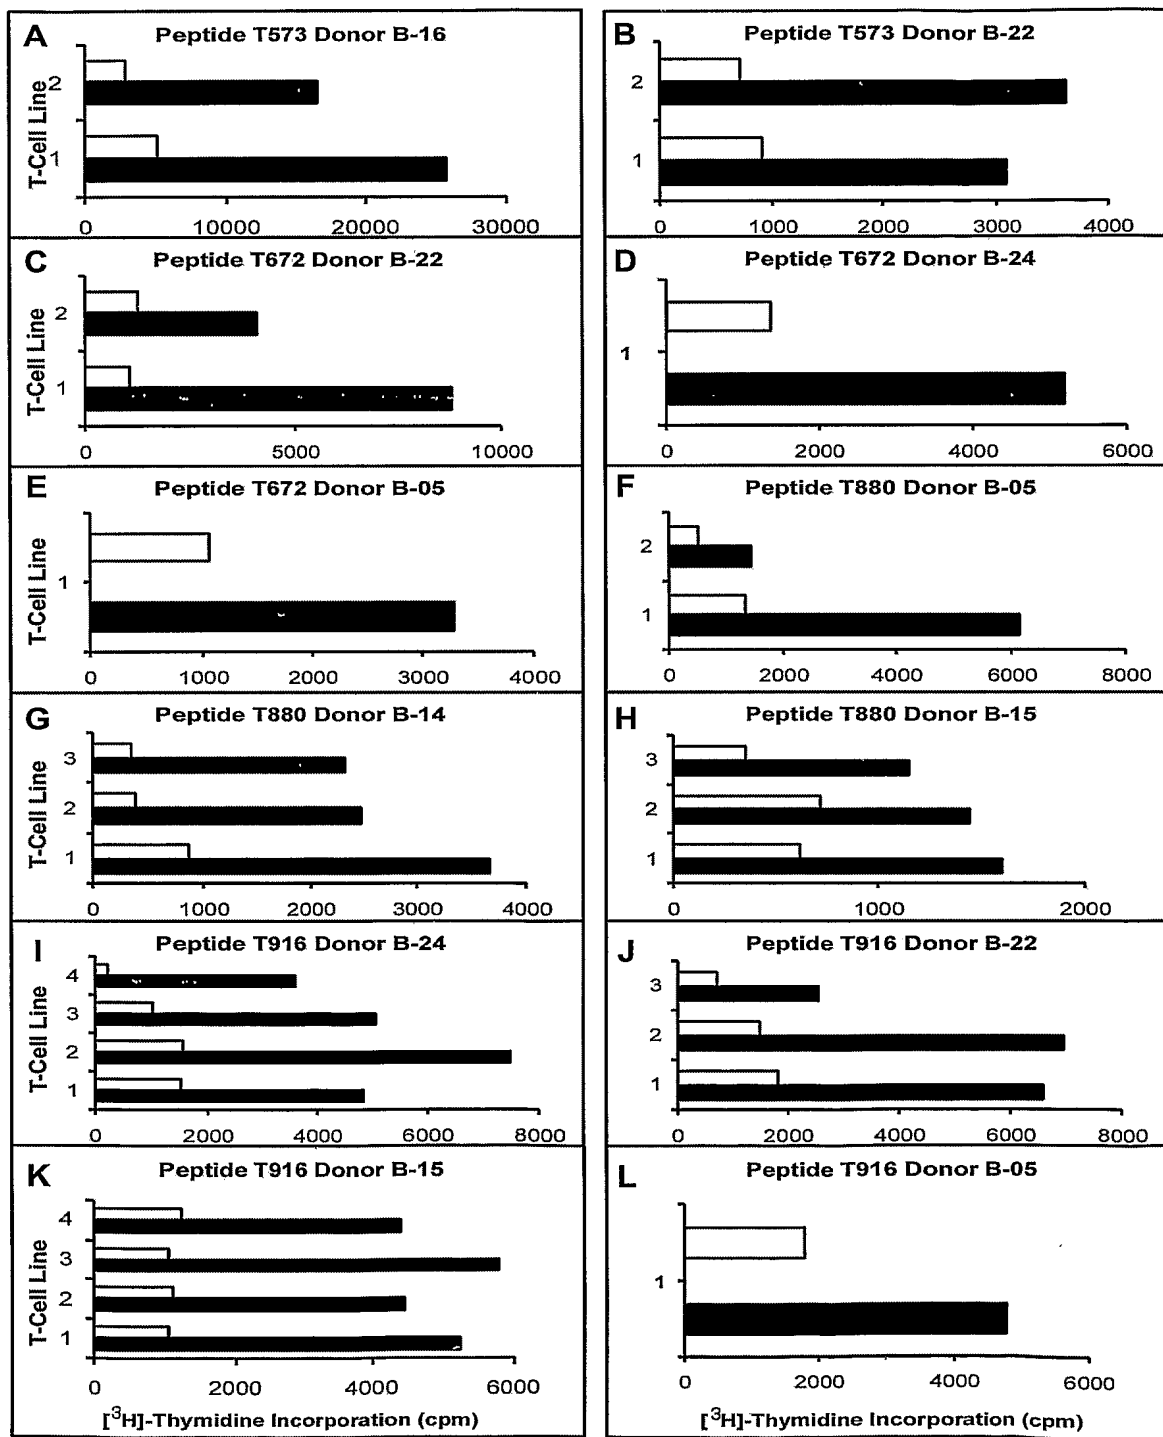 A Peptide T573 Donor B-16
T-Cell Line
2
1
0 10000 20000 30000
B Peptide T573 Donor B-22
2
1
0 1000 2000 3000 4000
C Peptide T672 Donor B-22
T-Cell Line
2
1
0 5000 10000
D Peptide T672 Donor B-24
1
0 2000 4000 6000
E Peptide T672 Donor B-05
T-Cell Line
1
0 1000 2000 3000 4000
F Peptide T880 Donor B-05
2
1
0 2000 4000 6000 8000
G Peptide T880 Donor B-14
T-Cell Line
3
2
1
0 1000 2000 3000 4000
H Peptide T880 Donor B-15
3
2
1
0 1000 2000
I Peptide T916 Donor B-24
T-Cell Line
4
3
2
1
0 2000 4000 6000 8000
J Peptide T916 Donor B-22
3
2
1
0 2000 4000 6000 8000
K Peptide T916 Donor B-15
T-Cell Line
4
3
2
1
0 2000 4000 6000
[³H]-Thymidine Incorporation (cpm)
L Peptide T916 Donor B-05
1
0 2000 4000 6000
[³H]-Thymidine Incorporation (cpm)